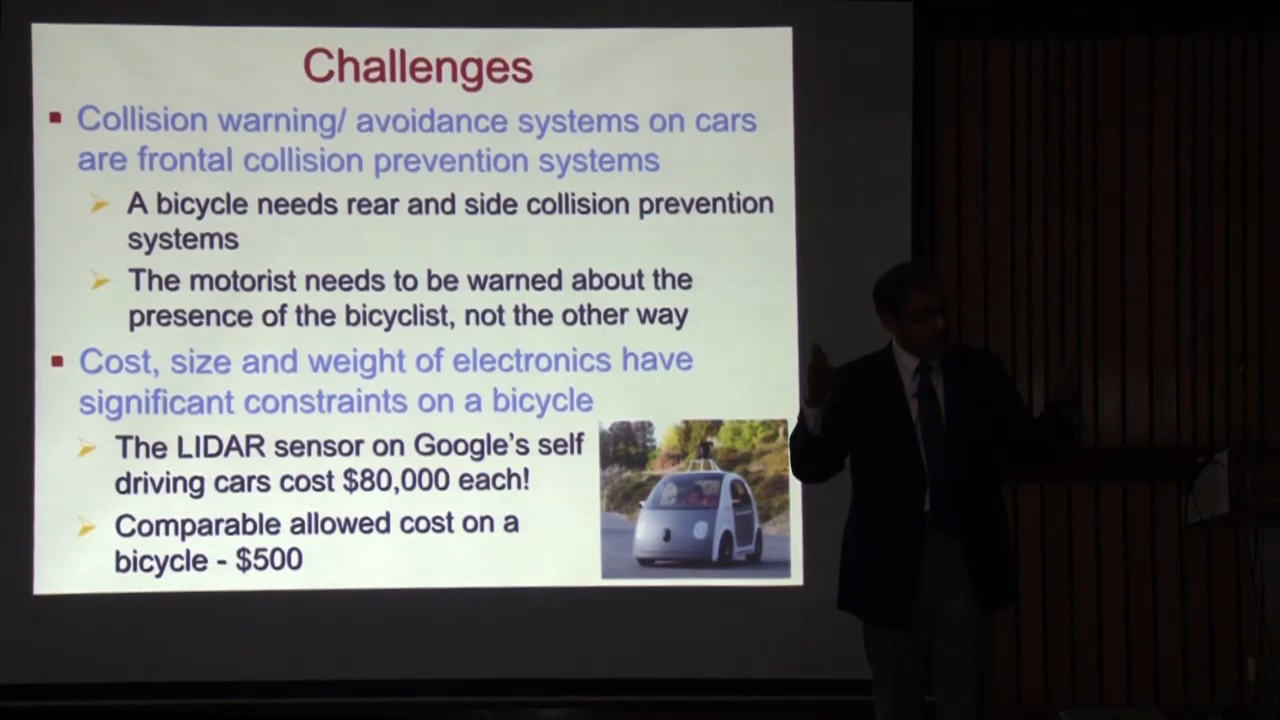 Challenges
Collision warning/ avoidance systems on cars
are frontal collision prevention systems
A bicycle needs rear and side collision prevention
systems
The motorist needs to be warned about the
presence of the bicyclist, not the other way
Cost, size and weight of electronics have
significant constraints on a bicycle
The LIDAR sensor on Google's self
driving cars cost $80,000 each!
Comparable allowed cost on a
bicycle - $500